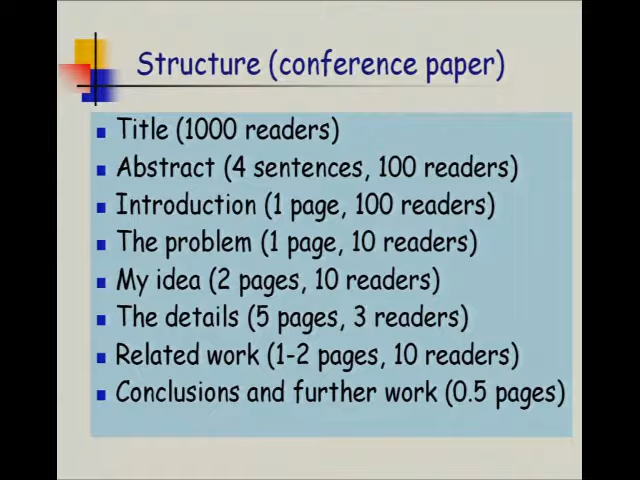 Structure (conference paper)
Title (1000 readers)
Abstract (4 sentences, 100 readers)
Introduction (1 page, 100 readers)
The problem (1 page, 10 readers)
My idea (2 pages, 10 readers)
The details (5 pages, 3 readers)
Related work (1-2 pages, 10 readers)
Conclusions and further work (0.5 pages)